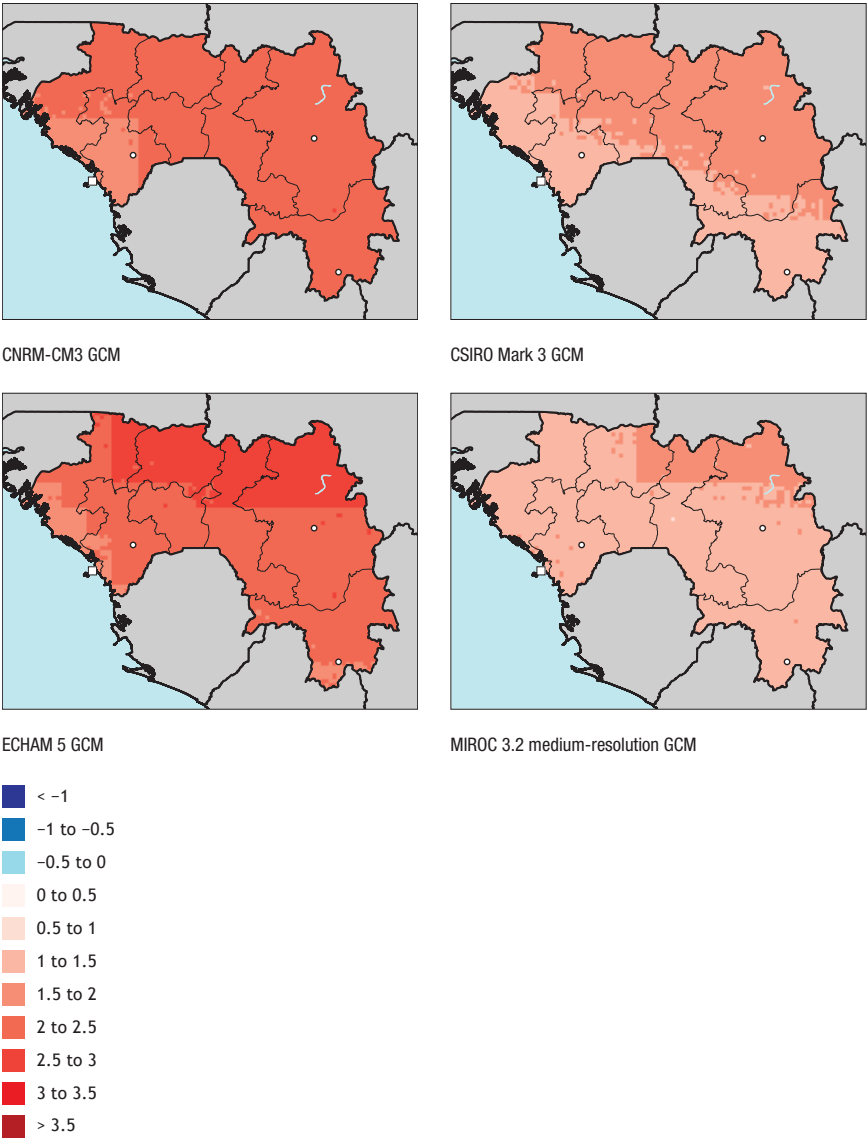 CNRM-CM3 GCM
CSIRO Mark 3 GCM
ECHAM 5 GCM
MIROC 3.2 medium-resolution GCM
< –1
–1 to –0.5
–0.5 to 0
0 to 0.5
0.5 to 1
1 to 1.5
1.5 to 2
2 to 2.5
2.5 to 3
3 to 3.5
> 3.5